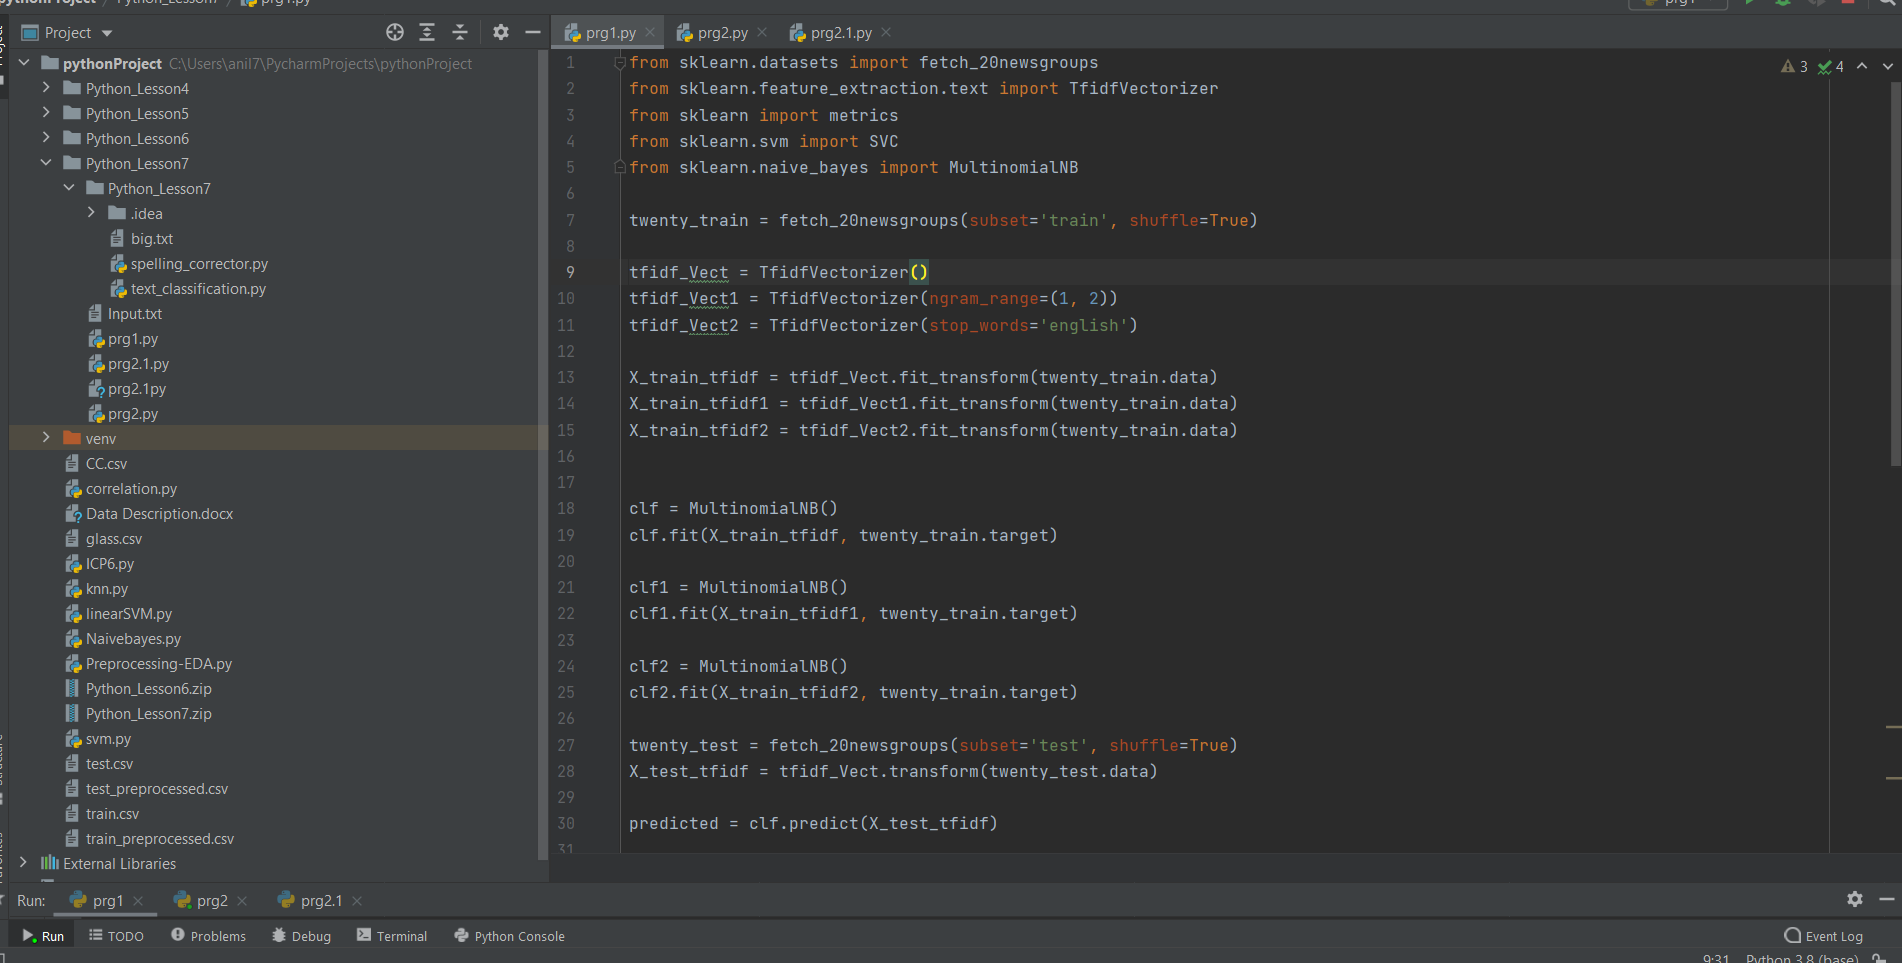 pythonProject / Python_Lesson7 / prg1.py
prg1
Project
prg1.py
prg2.py
prg2.1.py
pythonProject C:\Users\anil7\PycharmProjects\pythonProject
Python_Lesson4
Python_Lesson5
Python_Lesson6
Python_Lesson7
Python_Lesson7
.idea
big.txt
spelling_corrector.py
text_classification.py
Input.txt
prg1.py
prg2.1.py
prg2.1py
prg2.py
venv
CC.csv
correlation.py
Data Description.docx
glass.csv
ICP6.py
knn.py
linearSVM.py
Naivebayes.py
Preprocessing-EDA.py
Python_Lesson6.zip
Python_Lesson7.zip
svm.py
test.csv
test_preprocessed.csv
train.csv
train_preprocessed.csv
External Libraries
3 4
1 from sklearn.datasets import fetch_20newsgroups
2 from sklearn.feature_extraction.text import TfidfVectorizer
3 from sklearn import metrics
4 from sklearn.svm import SVC
5 from sklearn.naive_bayes import MultinomialNB
6
7 twenty_train = fetch_20newsgroups(subset='train', shuffle=True)
8
9 tfidf_Vect = TfidfVectorizer()
10 tfidf_Vect1 = TfidfVectorizer(ngram_range=(1, 2))
11 tfidf_Vect2 = TfidfVectorizer(stop_words='english')
12
13 X_train_tfidf = tfidf_Vect.fit_transform(twenty_train.data)
14 X_train_tfidf1 = tfidf_Vect1.fit_transform(twenty_train.data)
15 X_train_tfidf2 = tfidf_Vect2.fit_transform(twenty_train.data)
16
17
18 clf = MultinomialNB()
19 clf.fit(X_train_tfidf, twenty_train.target)
20
21 clf1 = MultinomialNB()
22 clf1.fit(X_train_tfidf1, twenty_train.target)
23
24 clf2 = MultinomialNB()
25 clf2.fit(X_train_tfidf2, twenty_train.target)
26
27 twenty_test = fetch_20newsgroups(subset='test', shuffle=True)
28 X_test_tfidf = tfidf_Vect.transform(twenty_test.data)
29
30 predicted = clf.predict(X_test_tfidf)
31
Run: prg1 prg2 prg2.1
Run TODO Problems Debug Terminal Python Console Event Log
9:31 Python 3.8 (base)